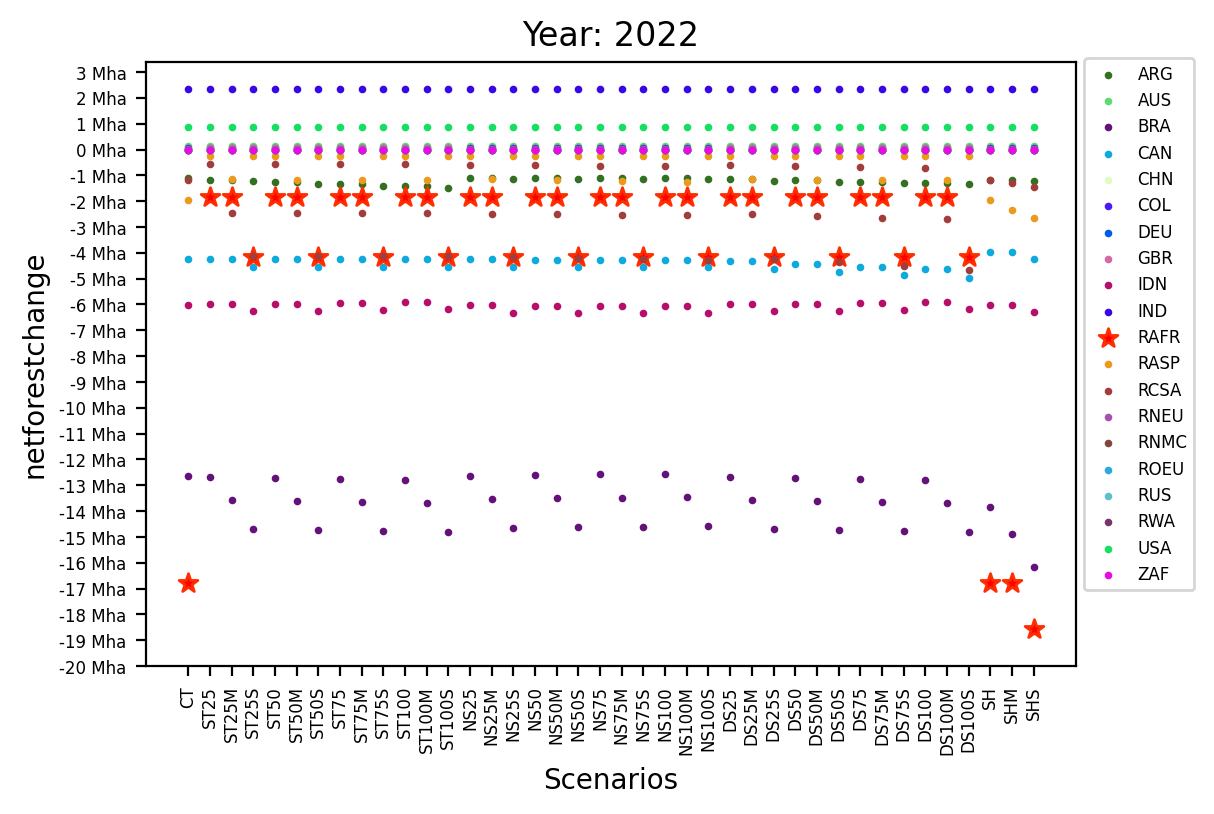 Year: 2022
netforestchange
3 Mha
2 Mha
1 Mha
0 Mha
-1 Mha
-2 Mha
-3 Mha
-4 Mha
-5 Mha
-6 Mha
-7 Mha
-8 Mha
-9 Mha
-10 Mha
-11 Mha
-12 Mha
-13 Mha
-14 Mha
-15 Mha
-16 Mha
-17 Mha
-18 Mha
-19 Mha
-20 Mha
CT
ST25
ST25M
ST25S
ST50
ST50M
ST50S
ST75
ST75M
ST75S
ST100
ST100M
ST100S
NS25
NS25M
NS25S
NS50
NS50M
NS50S
NS75
NS75M
NS75S
NS100
NS100M
NS100S
DS25
DS25M
DS25S
DS50
DS50M
DS50S
DS75
DS75M
DS75S
DS100
DS100M
DS100S
SH
SHM
SHS
Scenarios
ARG
AUS
BRA
CAN
CHN
COL
DEU
GBR
IDN
IND
RAFR
RASP
RCSA
RNEU
RNMC
ROEU
RUS
RWA
USA
ZAF